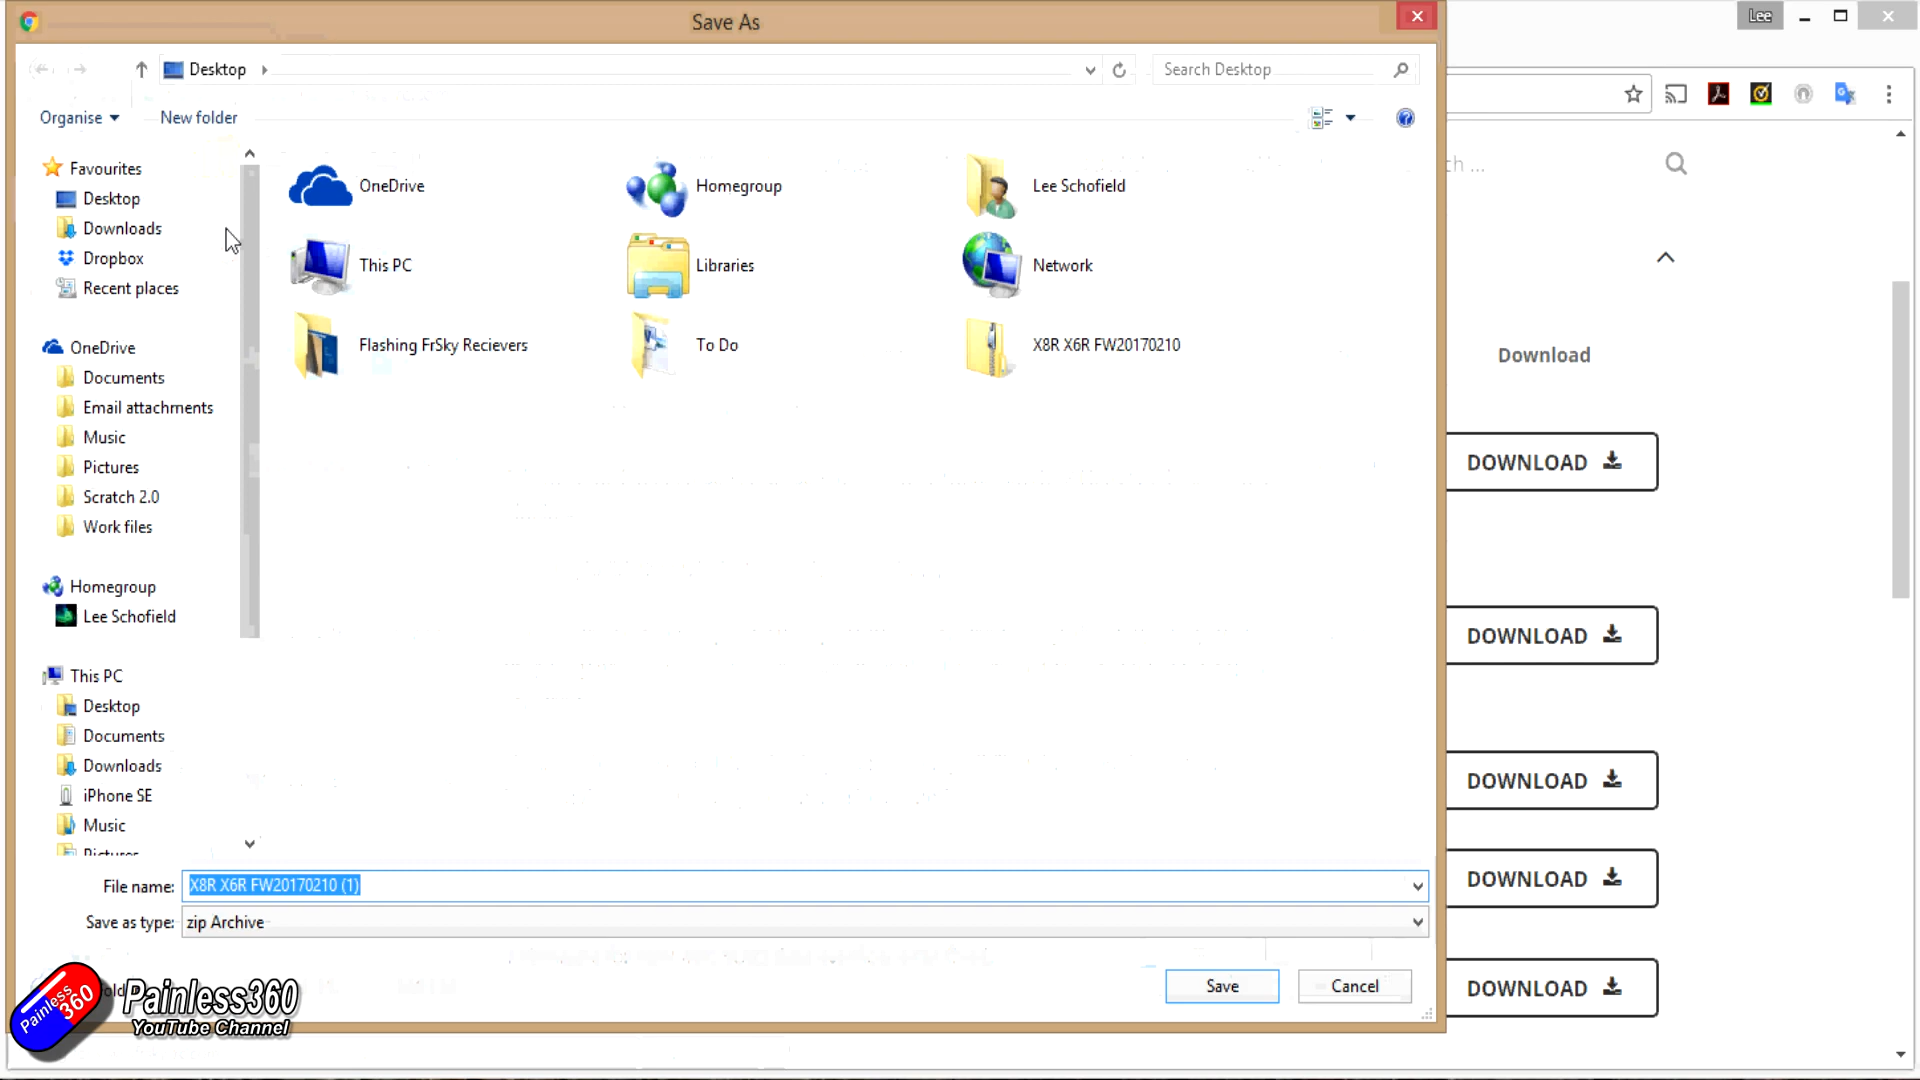 Save As
Lee
Desktop
Search Desktop
Organise
New folder
Favourites
Desktop
Downloads
Dropbox
Recent places
OneDrive
Documents
Email attachments
Music
Pictures
Scratch 2.0
Work files
Homegroup
Lee Schofield
This PC
Desktop
Documents
Downloads
iPhone SE
Music
Pictures
OneDrive
Homegroup
Lee Schofield
This PC
Libraries
Network
Flashing FrSky Recievers
To Do
X8R X6R FW20170210
File name: X8R X6R FW20170210 (1)
Save as type: zip Archive
Save
Cancel
Download
DOWNLOAD
DOWNLOAD
DOWNLOAD
DOWNLOAD
DOWNLOAD
Painless
360
Painless360
YouTube Channel